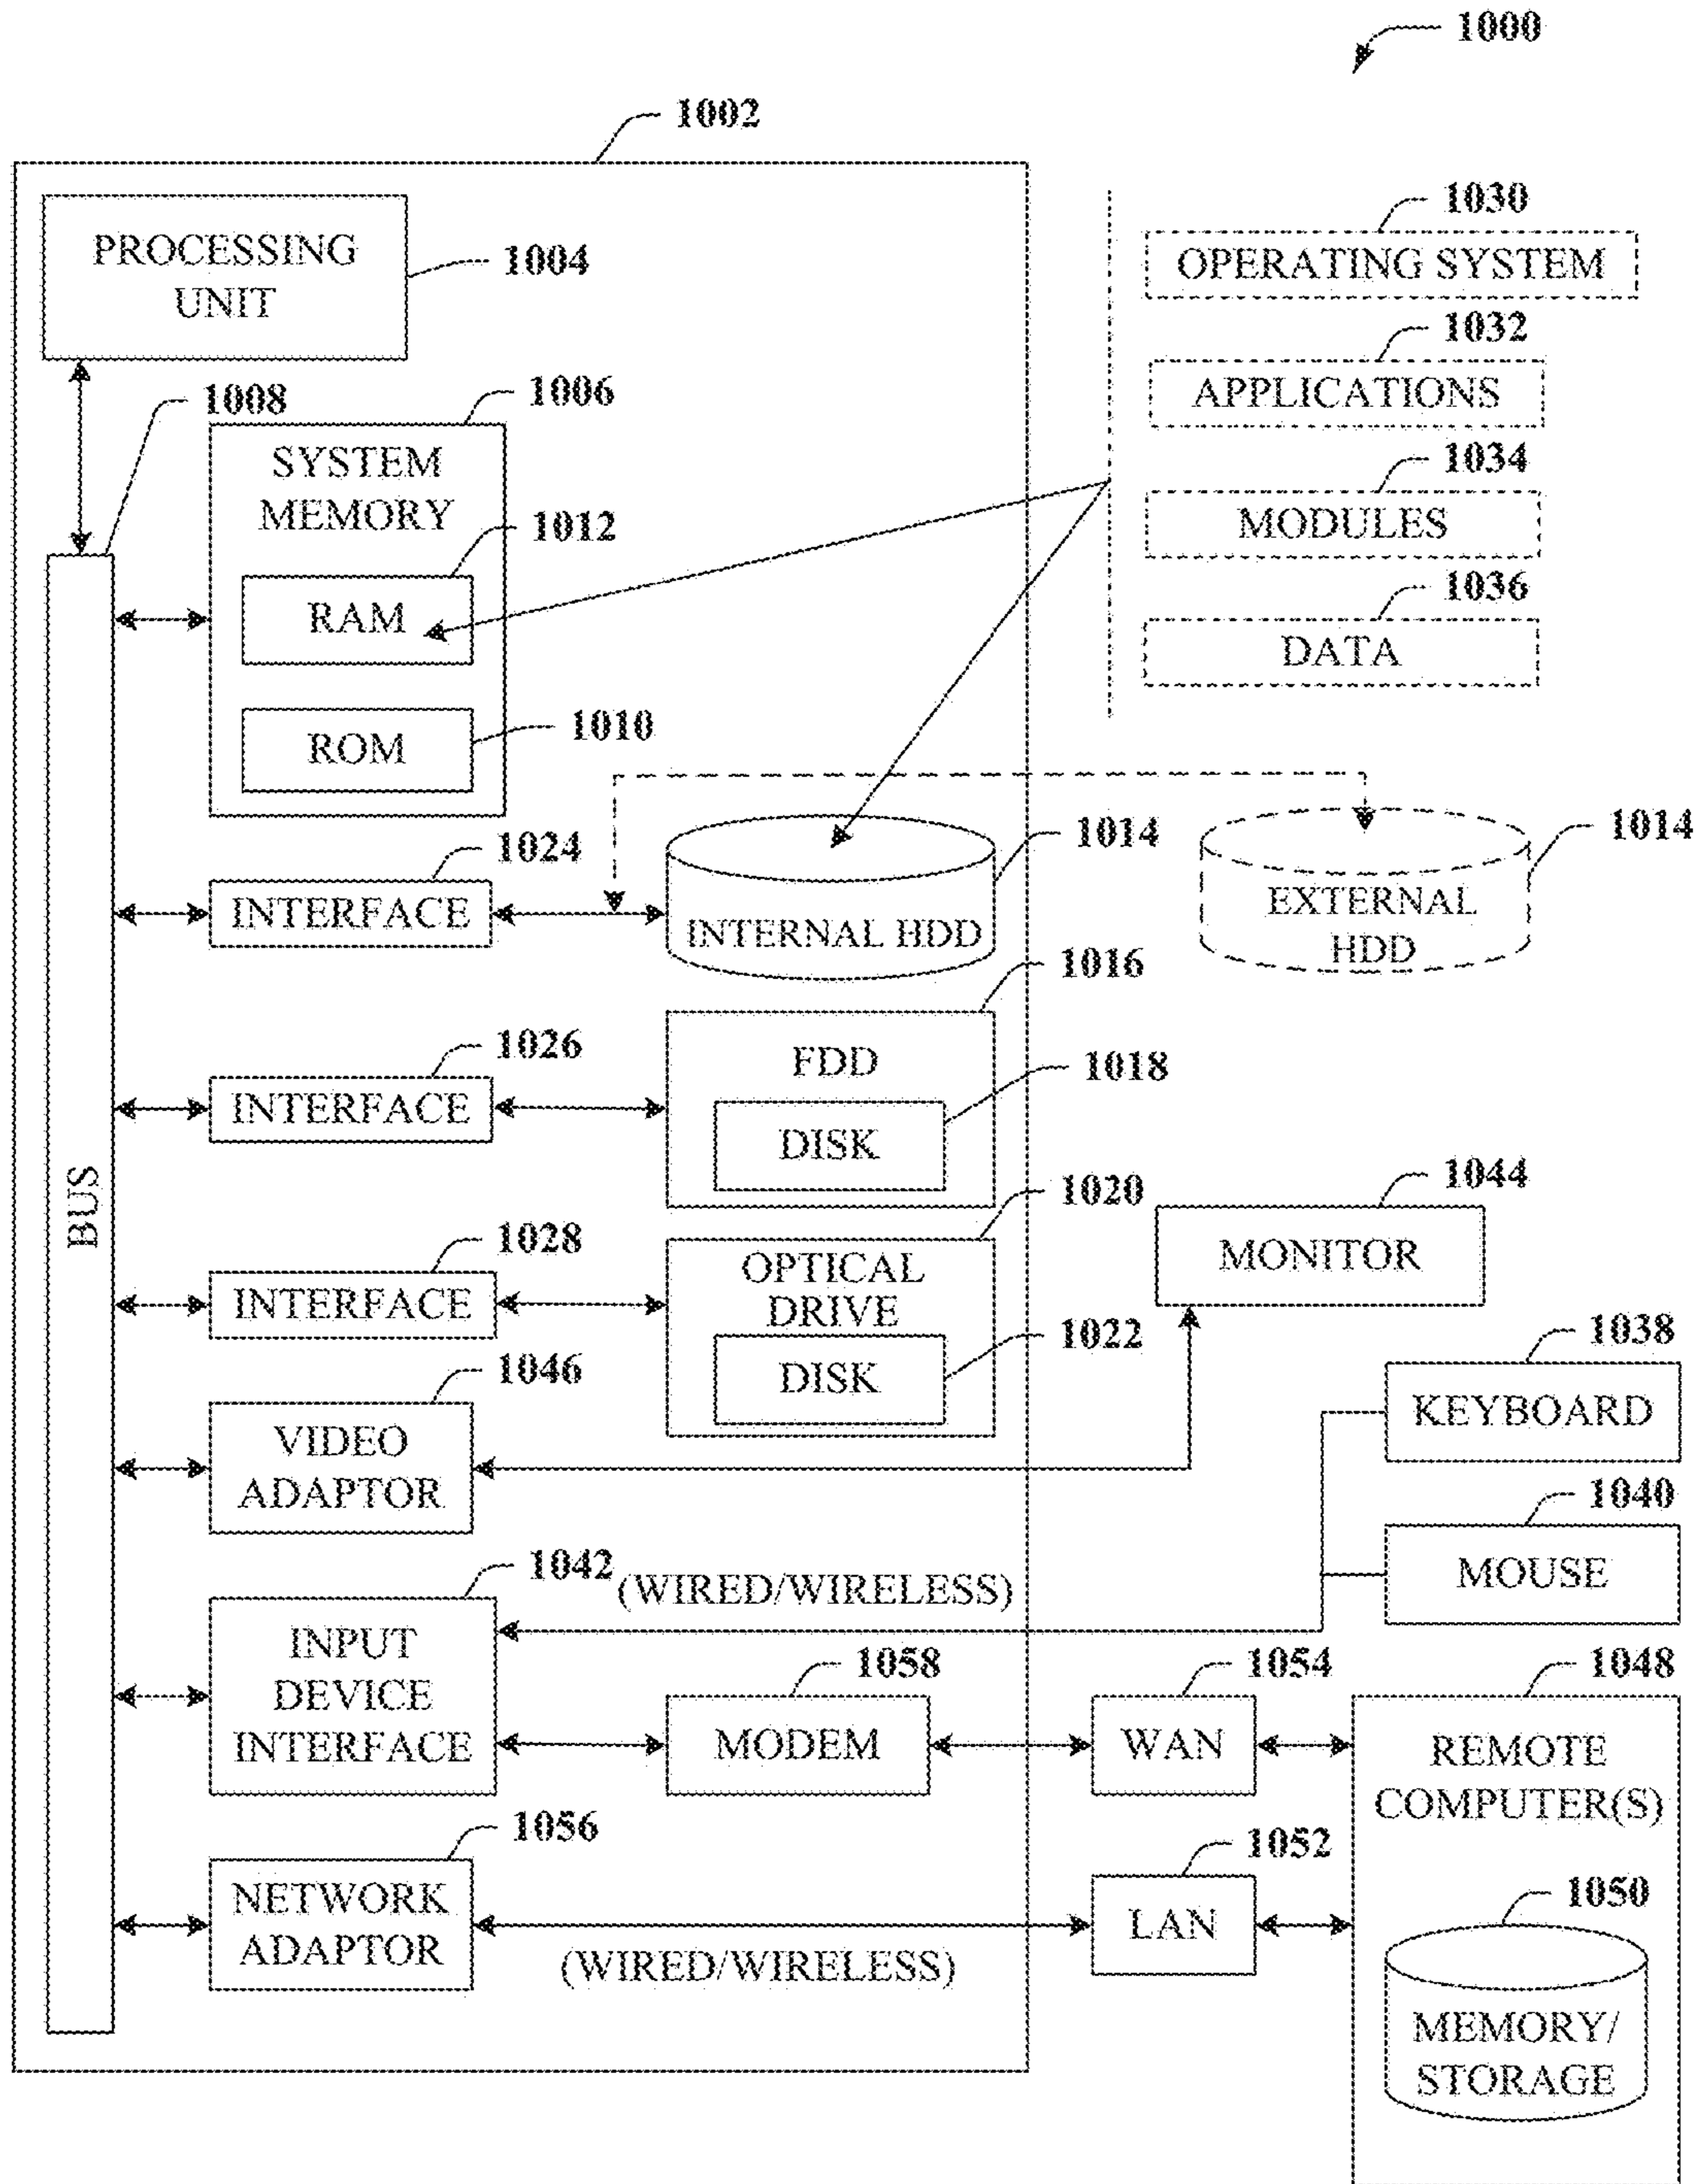 1000
1002
PROCESSING
UNIT
1004
1030
OPERATING SYSTEM
1032
APPLICATIONS
1034
MODULES
1036
DATA
1008
1006
SYSTEM
MEMORY
1012
RAM
1010
ROM
1024
INTERFACE
1014
INTERNAL HDD
1014
EXTERNAL
HDD
1016
FDD
1026
INTERFACE
1018
DISK
BUS
1028
INTERFACE
1020
OPTICAL
DRIVE
1022
DISK
1044
MONITOR
1046
VIDEO
ADAPTOR
1038
KEYBOARD
1040
MOUSE
1042
(WIRED/WIRELESS)
INPUT
DEVICE
INTERFACE
1058
MODEM
1054
WAN
1048
REMOTE
COMPUTER(S)
1056
NETWORK
ADAPTOR
(WIRED/WIRELESS)
1052
LAN
1050
MEMORY/
STORAGE